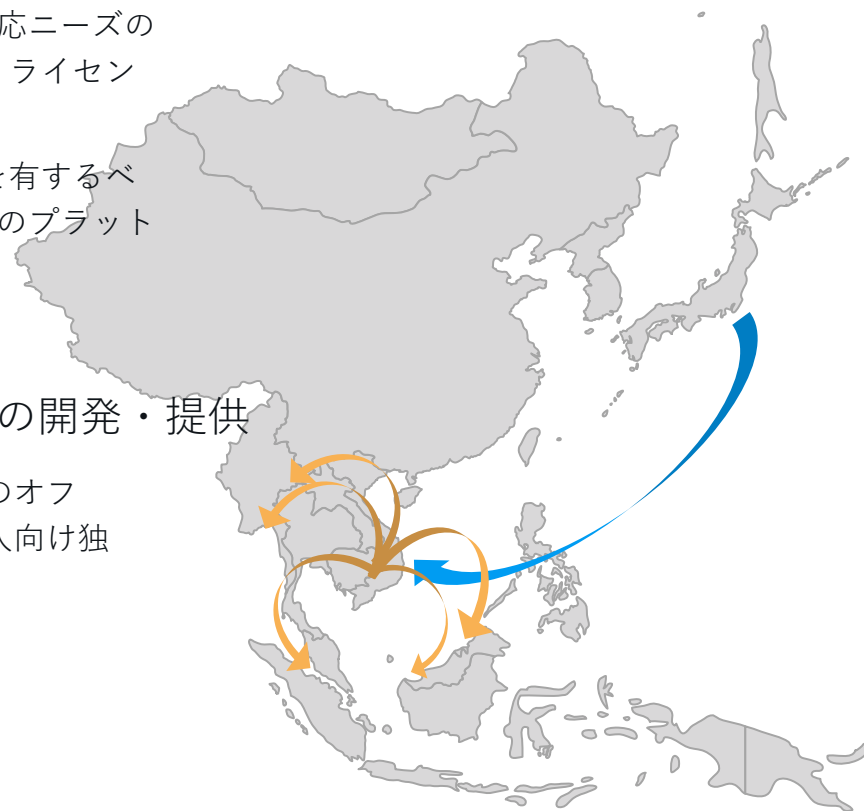 応ニーズの
ライセン
を有するベ
のプラット
の開発・提供
のオフ
人向け独